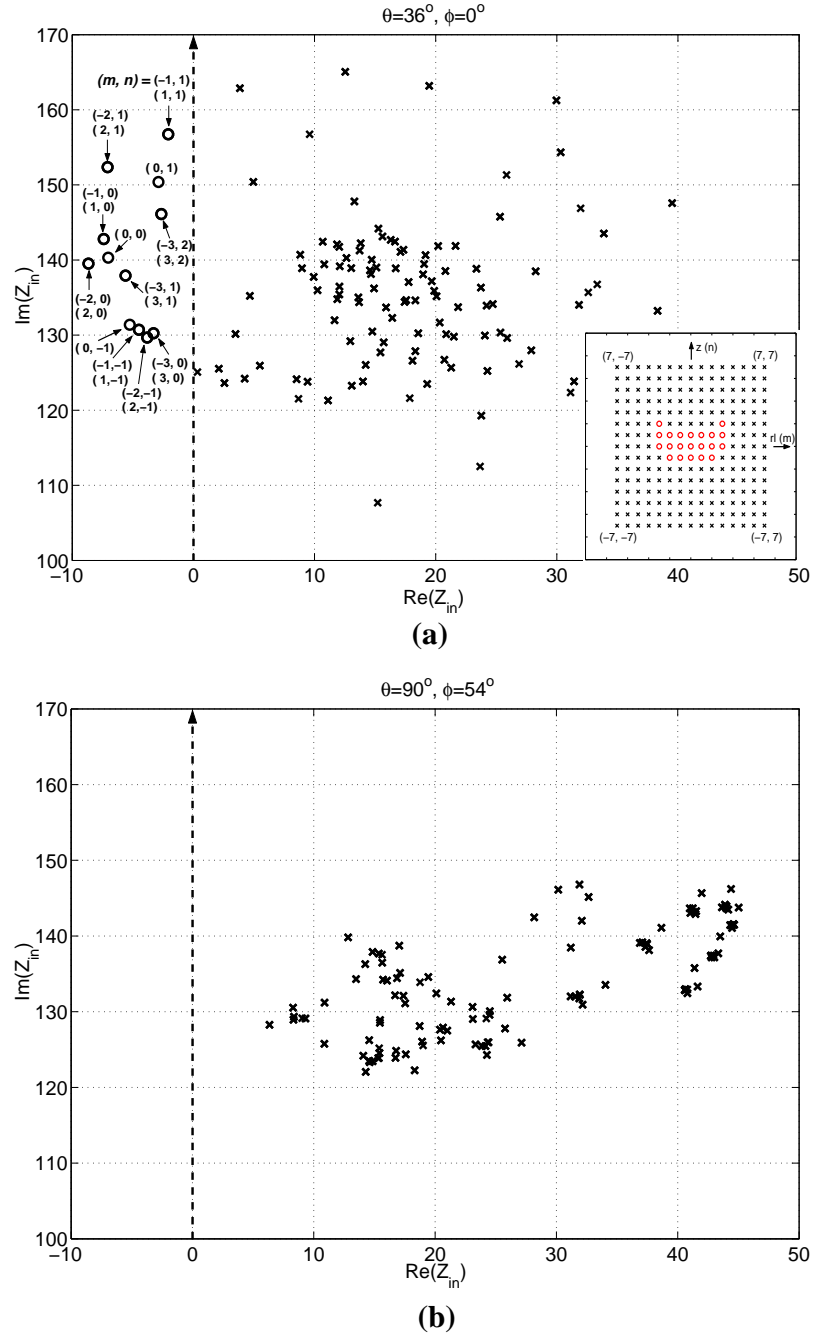 θ=36°, φ=0°
170
160
150
140
130
120
110
100
Im(Z_in)
(m, n) = (−1, 1)
( 1, 1)
(−2, 1)
( 2, 1)
( 0, 1)
(−1, 0)
( 1, 0)
( 0, 0)
(−3, 2)
( 3, 2)
(−3, 1)
( 3, 1)
(−2, 0)
( 2, 0)
( 0, −1)
(−1,−1)
( 1,−1)
(−3, 0)
( 3, 0)
(−2,−1)
( 2,−1)
z (n)
(7, −7)
(7, 7)
rl (m)
(−7, −7)
(−7, 7)
−10
0
10
20
30
40
50
Re(Z_in)
(a)
θ=90°, φ=54°
170
160
150
140
130
120
110
100
Im(Z_in)
−10
0
10
20
30
40
50
Re(Z_in)
(b)